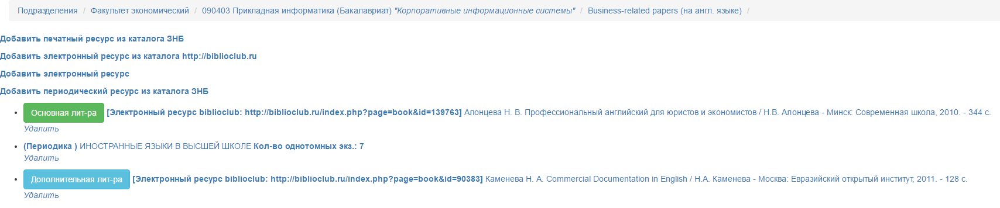 Подразделения / Факультет экономический / 090403 Прикладная информатика (Бакалавриат) "Корпоративные информационные системы" / Business-related papers (на англ. языке) /
Добавить печатный ресурс из каталога ЗНБ
Добавить электронный ресурс из каталога http://biblioclub.ru
Добавить электронный ресурс
Добавить периодический ресурс из каталога ЗНБ
Основная лит-ра [Электронный ресурс biblioclub: http://biblioclub.ru/index.php?page=book&id=139763] Алонцева Н. В. Профессиональный английский для юристов и экономистов / Н.В. Алонцева - Минск: Современная школа, 2010. - 344 с.
Удалить
(Периодика ) ИНОСТРАННЫЕ ЯЗЫКИ В ВЫСШЕЙ ШКОЛЕ Кол-во однотомных экз.: 7
Удалить
Дополнительная лит-ра [Электронный ресурс biblioclub: http://biblioclub.ru/index.php?page=book&id=90383] Каменева Н. А. Commercial Documentation in English / Н.А. Каменева - Москва: Евразийский открытый институт, 2011. - 128 с.
Удалить